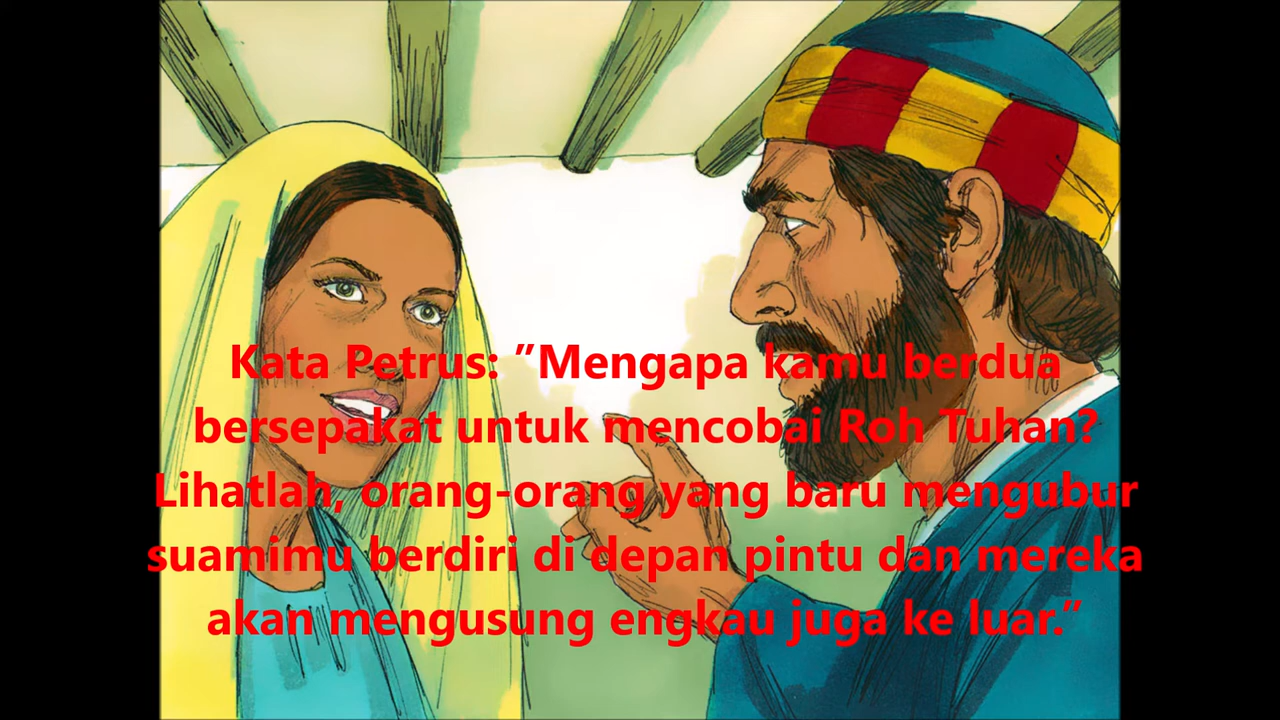 Kata Petrus: ”Mengapa kamu berdua
bersepakat untuk mencobai Roh Tuhan?
Lihatlah, orang-orang yang baru mengubur
suamimu berdiri di depan pintu dan mereka
akan mengusung engkau juga ke luar.”